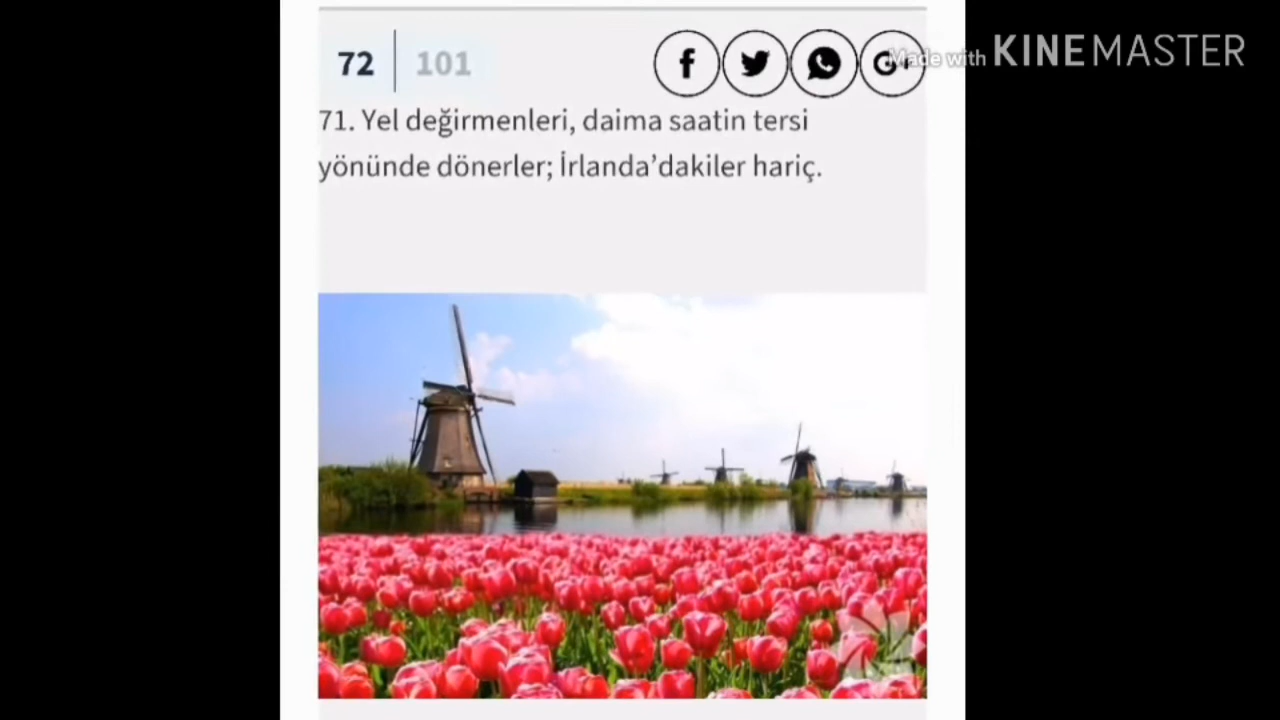 72 101
Made with KINEMASTER
71. Yel değirmenleri, daima saatin tersi
yönünde dönerler; İrlanda’dakiler hariç.